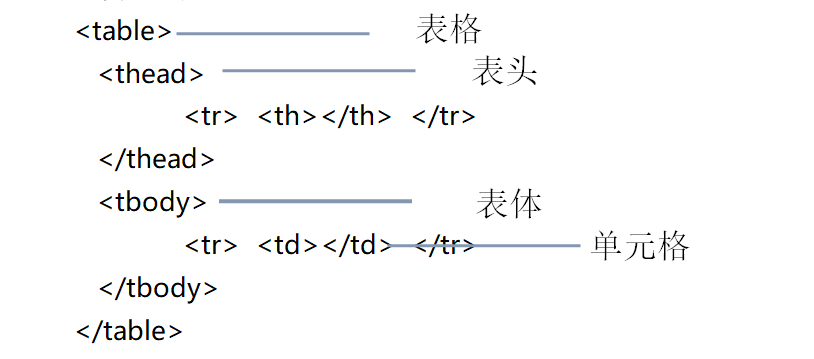 <table> 表格
<thead> 表头
<tr> <th></th> </tr>
</thead>
<tbody> 表体
<tr> <td></td> </tr> 单元格
</tbody>
</table>